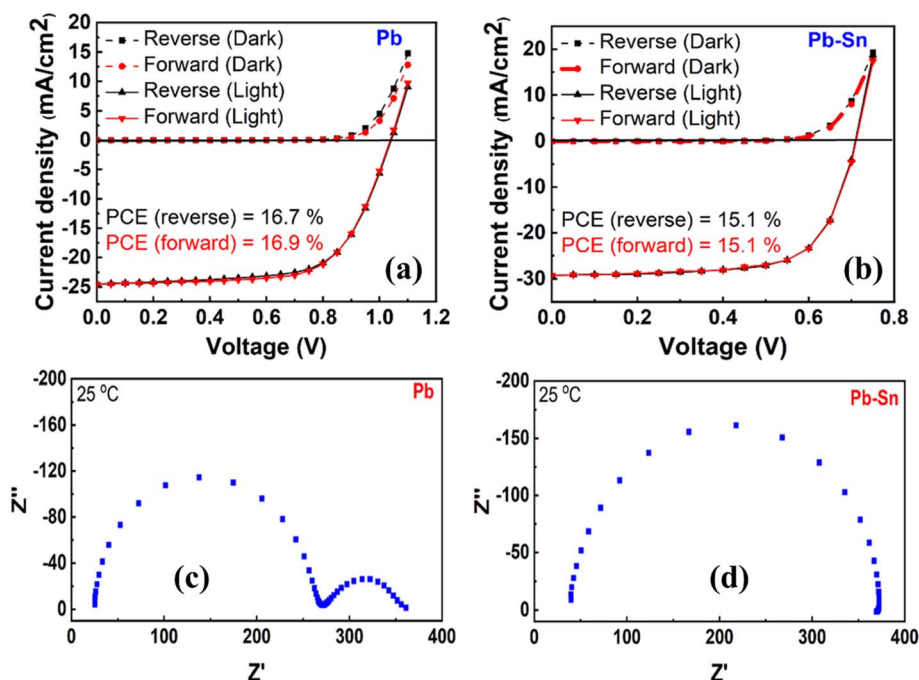 (a)
Current density (mA/cm2)
25
20
15
10
5
0
-5
-10
-15
-20
-25
Pb
Reverse (Dark)
Forward (Dark)
Reverse (Light)
Forward (Light)
PCE (reverse) = 16.7 %
PCE (forward) = 16.9 %
(a)
0.0 0.2 0.4 0.6 0.8 1.0 1.2
Voltage (V)
(b)
Current density (mA/cm2)
20
10
0
-10
-20
-30
Pb-Sn
Reverse (Dark)
Forward (Dark)
Reverse (Light)
Forward (Light)
PCE (reverse) = 15.1 %
PCE (forward) = 15.1 %
(b)
0.0 0.2 0.4 0.6 0.8
Voltage (V)
Z''
-200
-160
-120
-80
-40
0
25 °C
Pb
(c)
0 100 200 300 400
Z'
Z''
-200
-150
-100
-50
0
25 °C
Pb-Sn
(d)
0 100 200 300 400
Z'